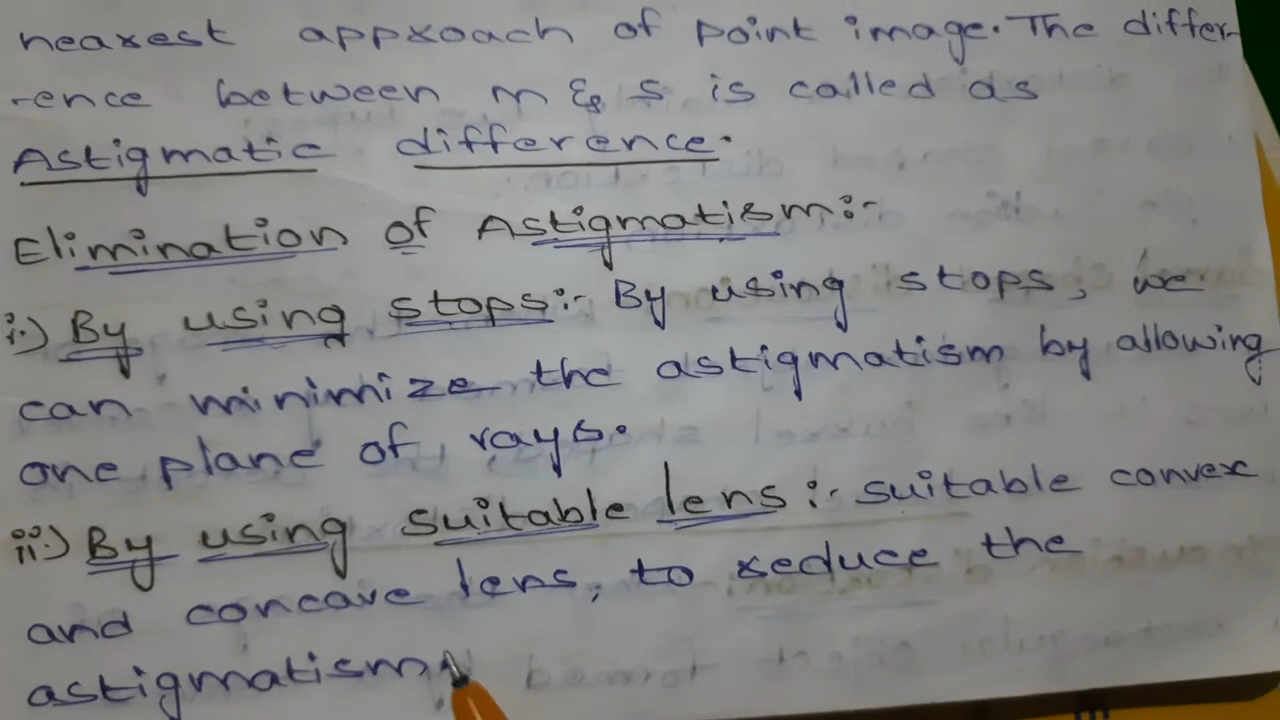 nearest approach of point image. The differ-
-ence between m & s is called as
Astigmatic difference.
Elimination of Astigmatism:-
i.) By using stops:- By using stops, we
can minimize the astigmatism by allowing
one plane of rays.
ii.) By using suitable lens:- suitable convex
and concave lens, to reduce the
astigmatism